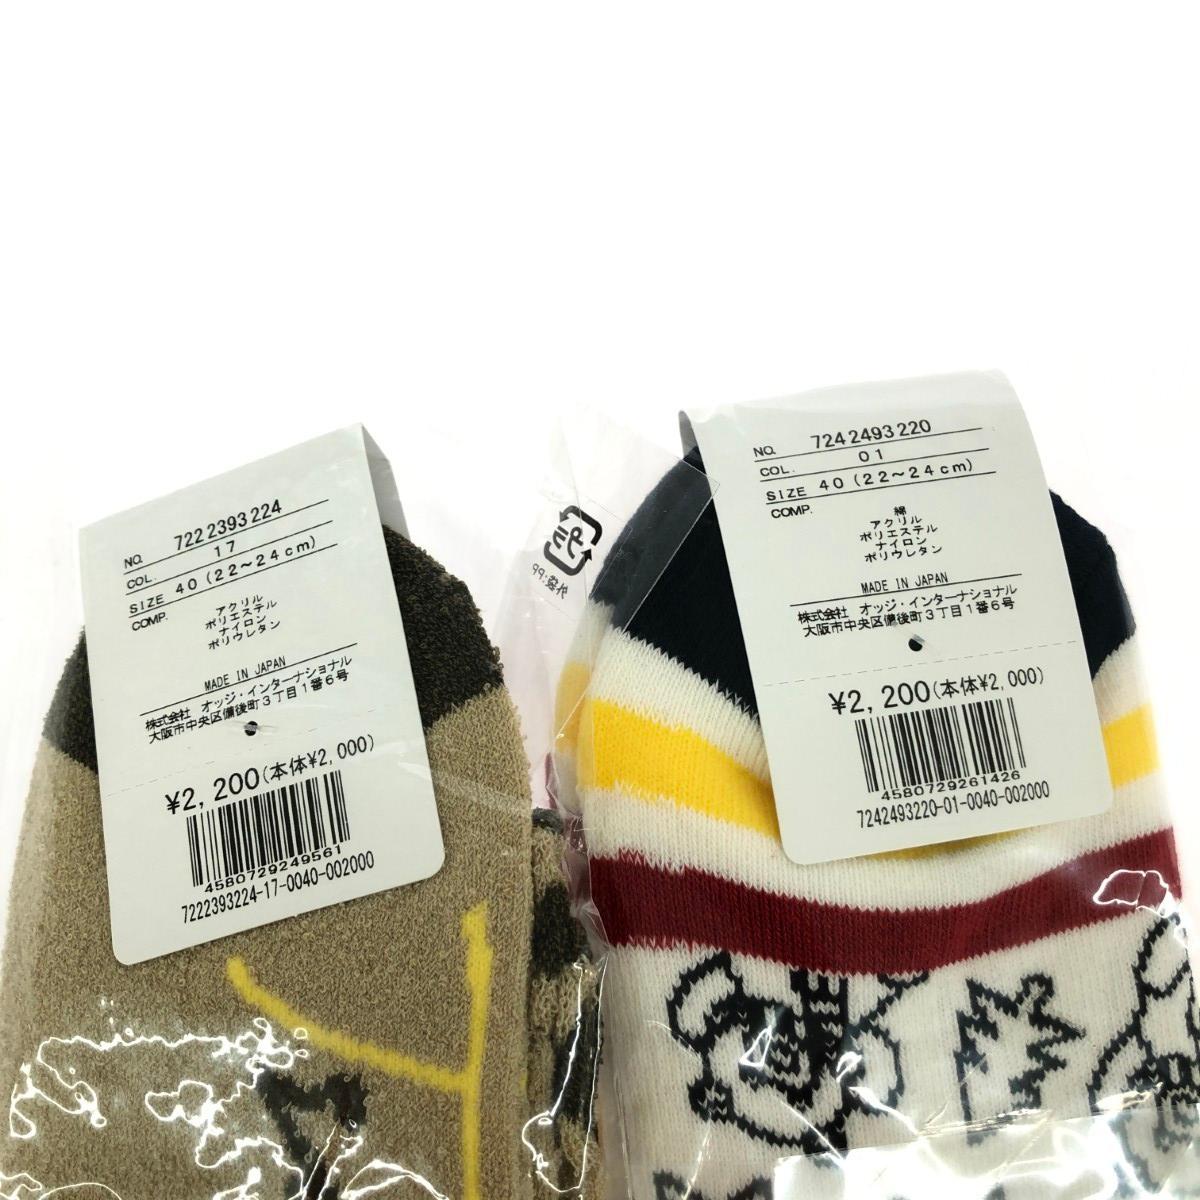 NO. 7222393224
COL. 17
SIZE 40(22～24cm)
COMP. アクリル
ポリエステル
ナイロン
ポリウレタン
MADE IN JAPAN
株式会社 オッジ・インターナショナル
大阪市中央区備後町3丁目1番6号
¥2,200(本体¥2,000)
4580729249561
7222393224-17-0040-002000
プラ
外袋:PP
NO. 7242493220
COL. 01
SIZE 40(22～24cm)
COMP. 綿
アクリル
ポリエステル
ナイロン
ポリウレタン
MADE IN JAPAN
株式会社 オッジ・インターナショナル
大阪市中央区備後町3丁目1番6号
¥2,200(本体¥2,000)
4580729261426
7242493220-01-0040-002000